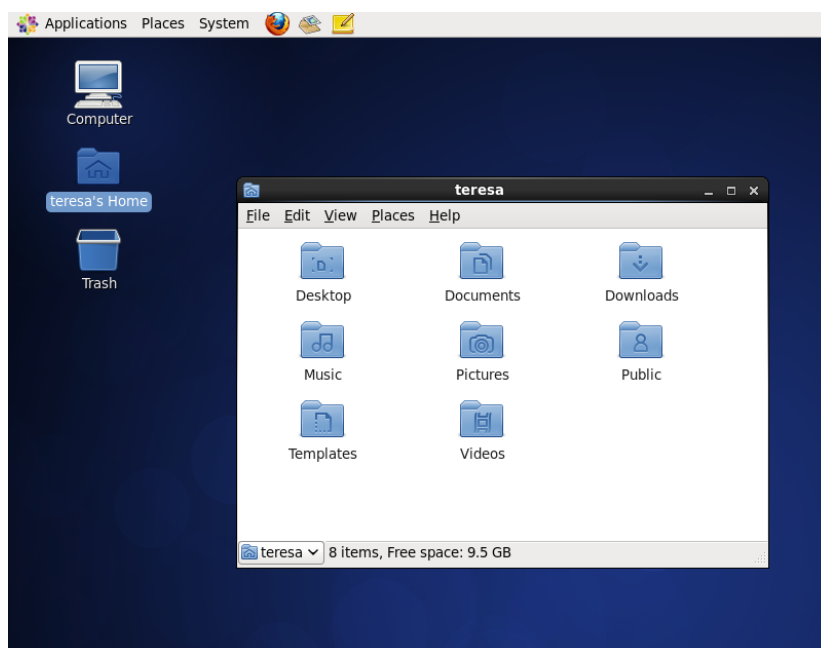 Applications Places System
Computer
teresa's Home
Trash
teresa
File Edit View Places Help
Desktop Documents Downloads
Music Pictures Public
Templates Videos
teresa 8 items, Free space: 9.5 GB